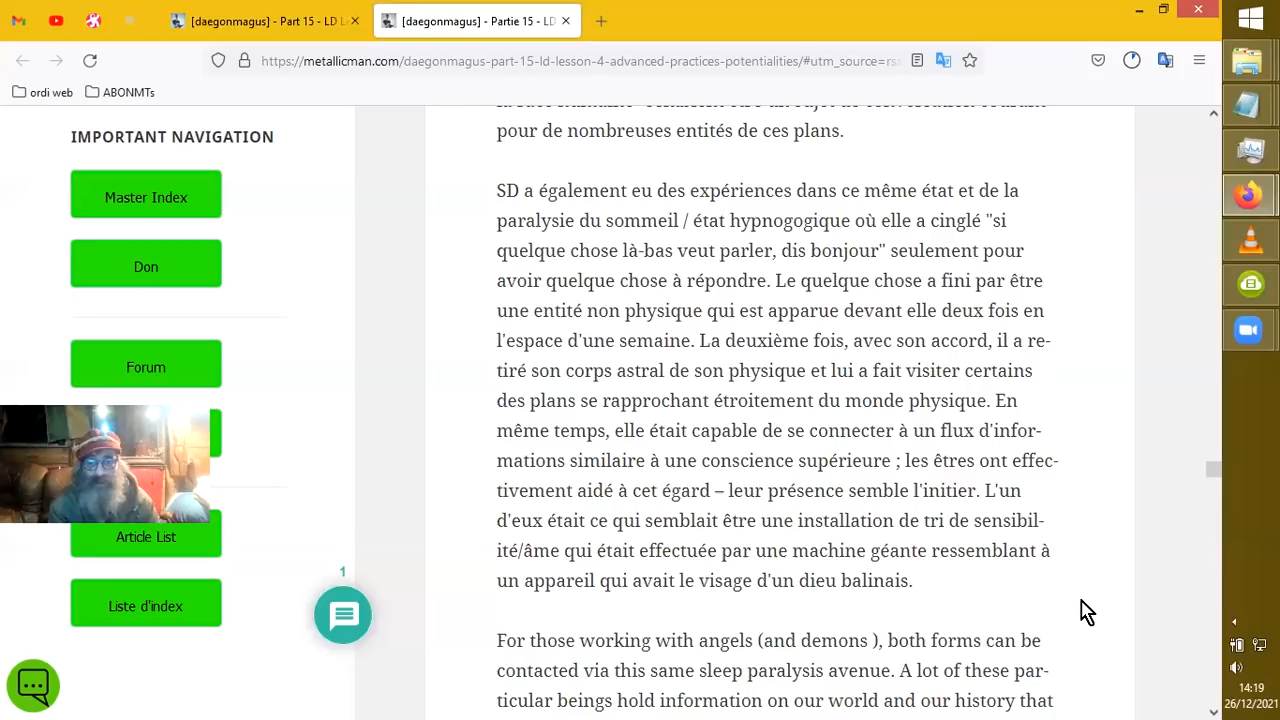 [daegonmagus] - Part 15 - LD L
[daegonmagus] - Partie 15 - LD
https://metallicman.com/daegonmagus-part-15-ld-lesson-4-advanced-practices-potentialities/#utm_source=rs
ordi web
ABONMTs
IMPORTANT NAVIGATION
Master Index
Don
Forum
Article List
Liste d'index
1
pour de nombreuses entités de ces plans.
SD a également eu des expériences dans ce même état et de la
paralysie du sommeil / état hypnogogique où elle a cinglé "si
quelque chose là-bas veut parler, dis bonjour" seulement pour
avoir quelque chose à répondre. Le quelque chose a fini par être
une entité non physique qui est apparue devant elle deux fois en
l'espace d'une semaine. La deuxième fois, avec son accord, il a re-
tiré son corps astral de son physique et lui a fait visiter certains
des plans se rapprochant étroitement du monde physique. En
même temps, elle était capable de se connecter à un flux d'infor-
mations similaire à une conscience supérieure ; les êtres ont effec-
tivement aidé à cet égard – leur présence semble l'initier. L'un
d'eux était ce qui semblait être une installation de tri de sensibil-
ité/âme qui était effectuée par une machine géante ressemblant à
un appareil qui avait le visage d'un dieu balinais.
For those working with angels (and demons ), both forms can be
contacted via this same sleep paralysis avenue. A lot of these par-
ticular beings hold information on our world and our history that
14:19
26/12/2021